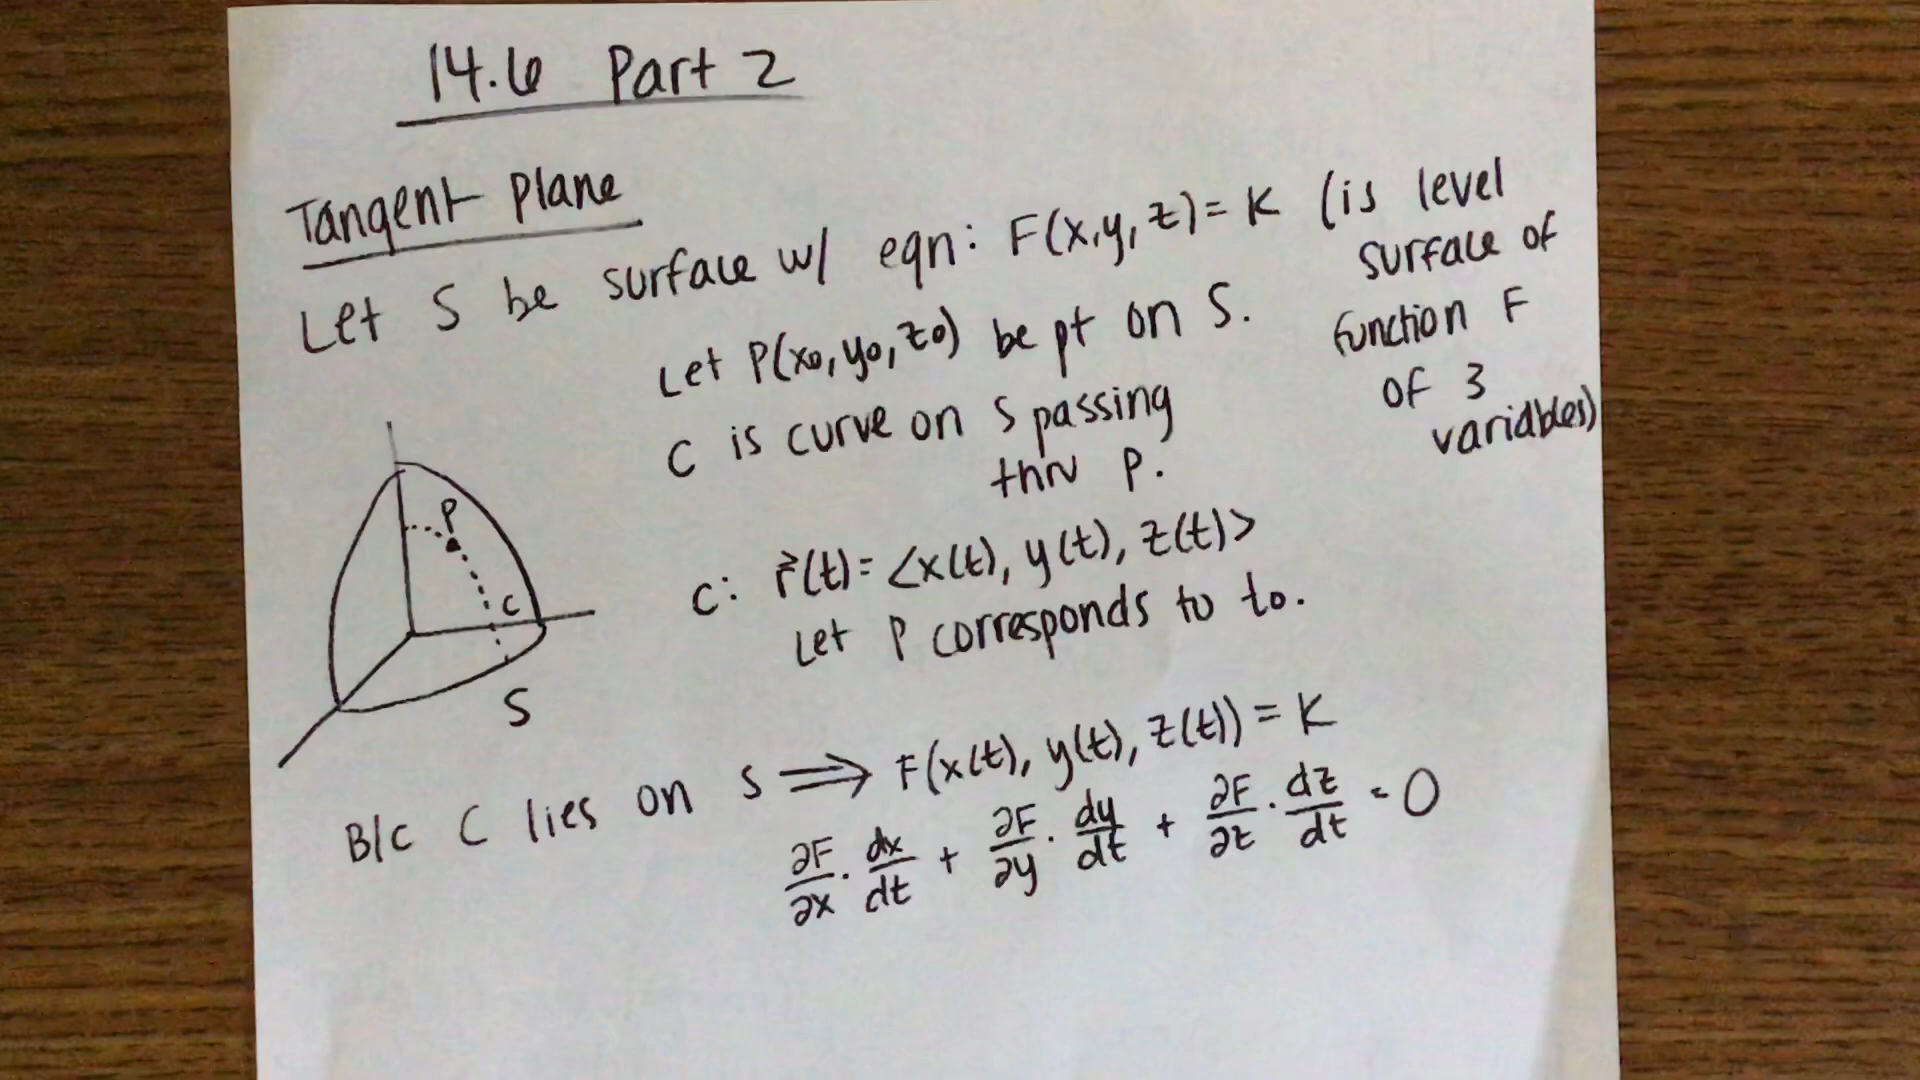 14.6 Part 2
Tangent Plane
Let S be surface w/ eqn: F(x,y,z)=K (is level
surface of
function F
of 3
variables)
Let P(x₀,y₀,z₀) be pt on S.
C is curve on S passing
thru P.
C: r⃗(t)=<x(t), y(t), z(t)>
Let P corresponds to t₀.
P
C
S
B/c C lies on S ⟹ F(x(t), y(t), z(t)) = K
∂F/∂x · dx/dt + ∂F/∂y · dy/dt + ∂F/∂z · dz/dt = 0